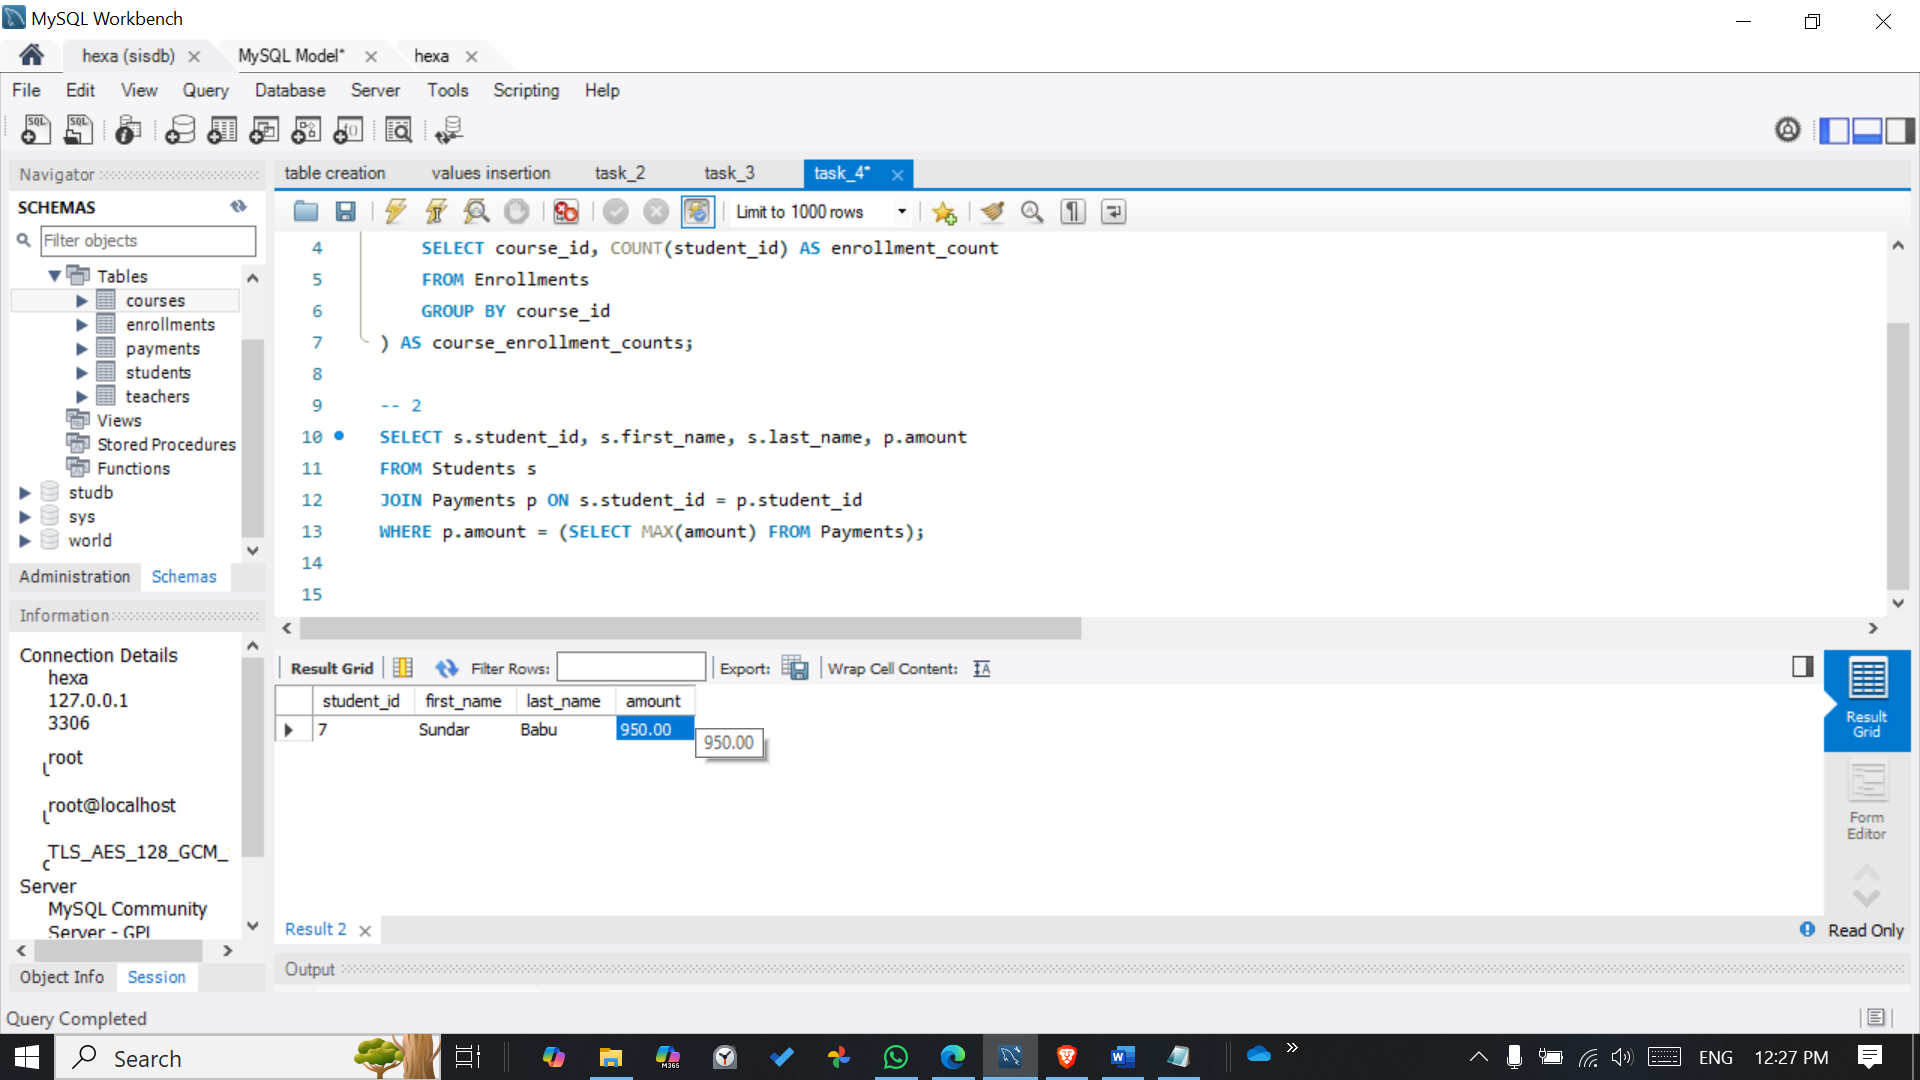 MySQL Workbench
hexa (sisdb)
MySQL Model*
hexa
File Edit View Query Database Server Tools Scripting Help
Navigator
SCHEMAS
Filter objects
Tables
courses
enrollments
payments
students
teachers
Views
Stored Procedures
Functions
studb
sys
world
Administration Schemas
Information
Connection Details
hexa
127.0.0.1
3306
root
root@localhost
TLS_AES_128_GCM_
Server
MySQL Community
Server - GPL
Object Info Session
table creation values insertion task_2 task_3 task_4*
Limit to 1000 rows
4 SELECT course_id, COUNT(student_id) AS enrollment_count
5 FROM Enrollments
6 GROUP BY course_id
7 ) AS course_enrollment_counts;
8
9 -- 2
10 SELECT s.student_id, s.first_name, s.last_name, p.amount
11 FROM Students s
12 JOIN Payments p ON s.student_id = p.student_id
13 WHERE p.amount = (SELECT MAX(amount) FROM Payments);
14
15
Result Grid Filter Rows: Export: Wrap Cell Content:
student_id first_name last_name amount
7 Sundar Babu 950.00
950.00
Result Grid
Form Editor
Result 2
Read Only
Output
Query Completed
Search
ENG 12:27 PM